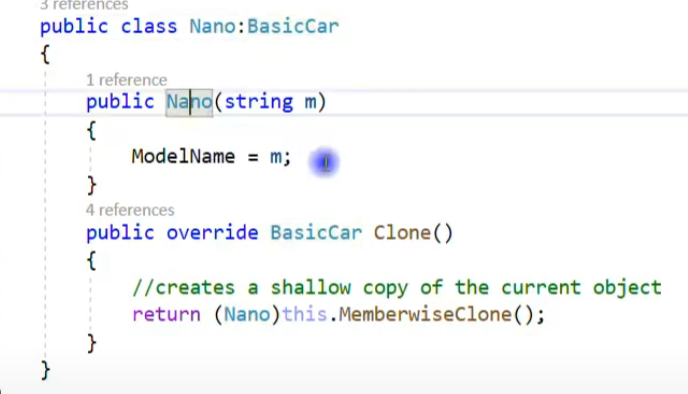 3 references
public class Nano:BasicCar
{
1 reference
public Nano(string m)
{
ModelName = m;
}
4 references
public override BasicCar Clone()
{
//creates a shallow copy of the current object
return (Nano)this.MemberwiseClone();
}
}